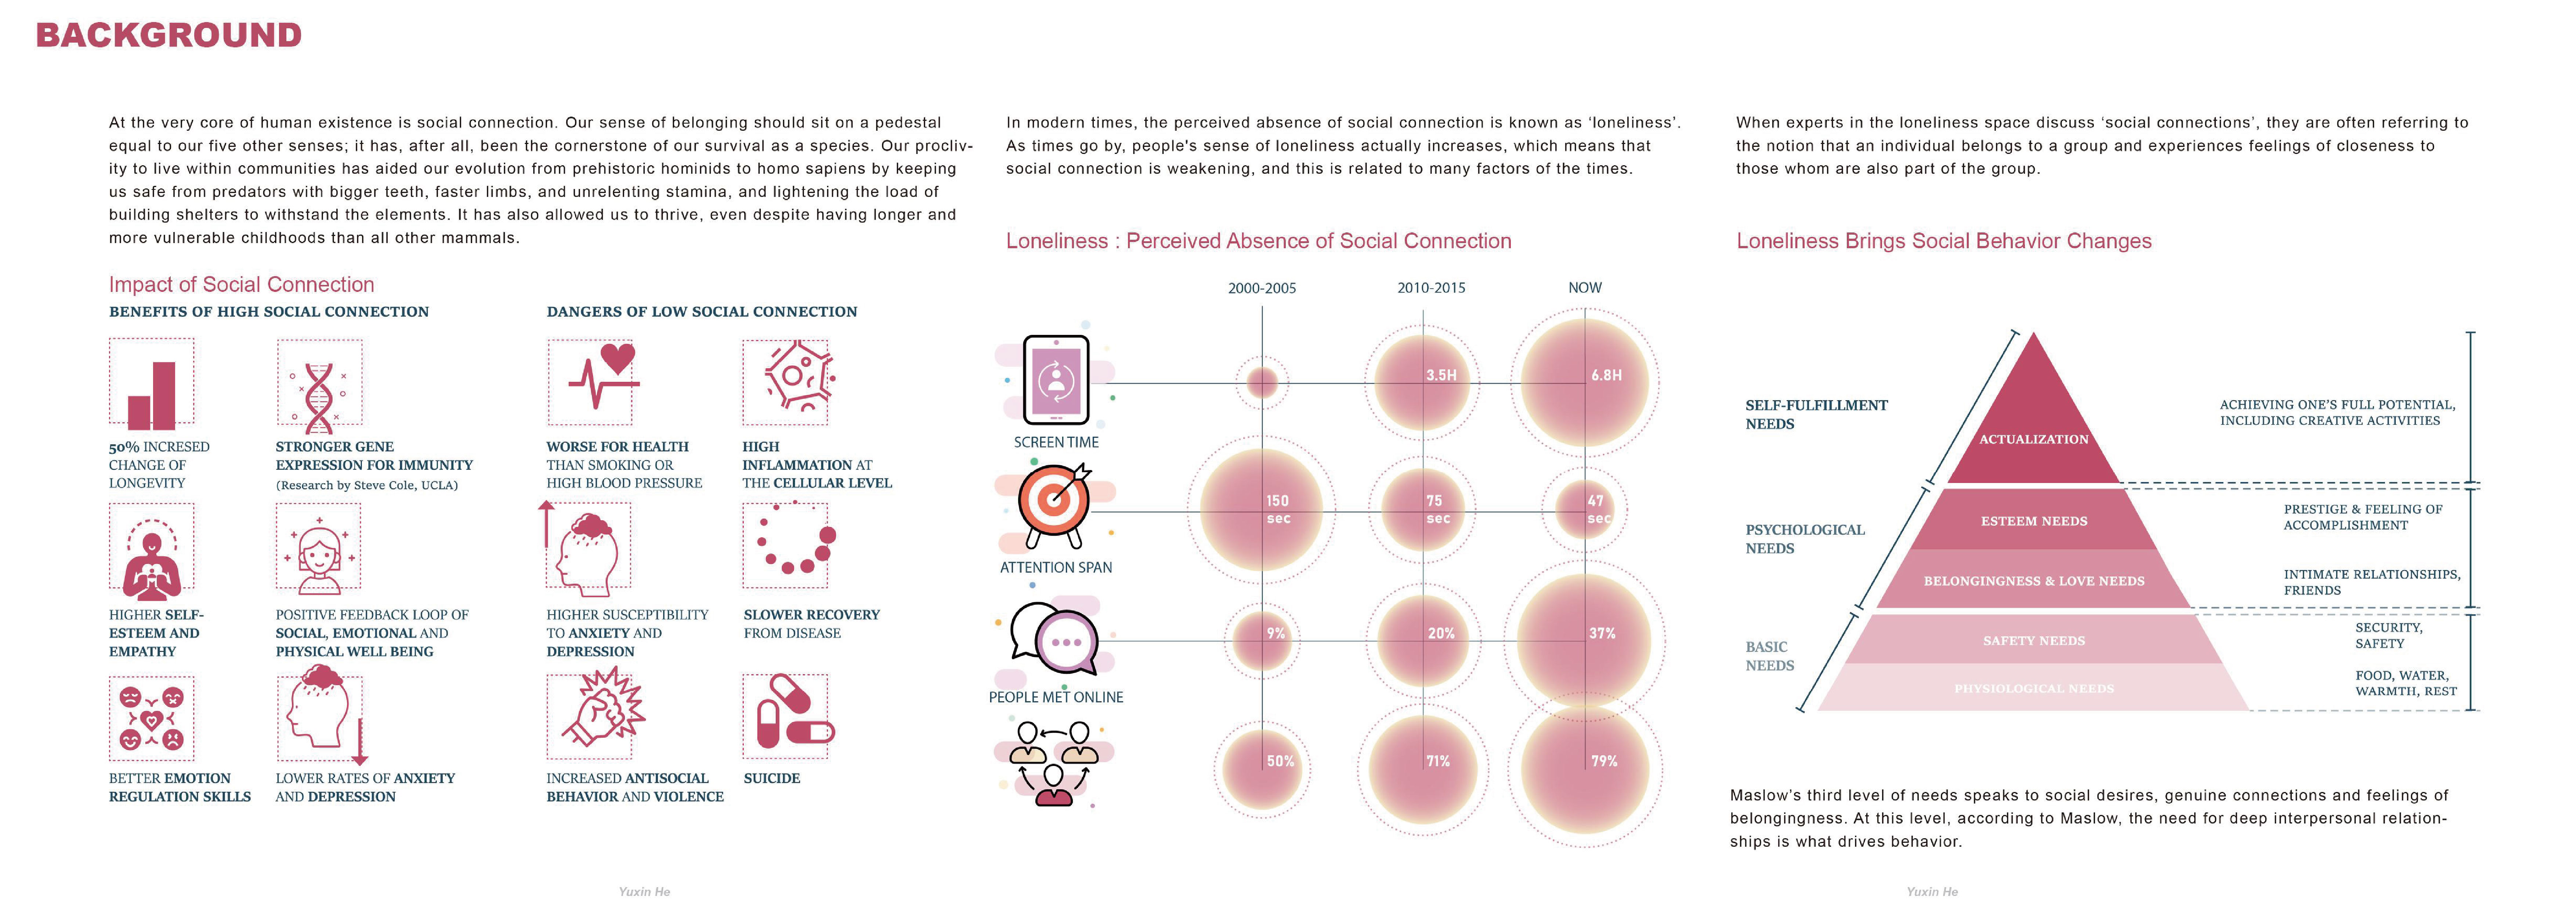 BACKGROUND
At the very core of human existence is social connection. Our sense of belonging should sit on a pedestal
equal to our five other senses; it has, after all, been the cornerstone of our survival as a species. Our procliv-
ity to live within communities has aided our evolution from prehistoric hominids to homo sapiens by keeping
us safe from predators with bigger teeth, faster limbs, and unrelenting stamina, and lightening the load of
building shelters to withstand the elements. It has also allowed us to thrive, even despite having longer and
more vulnerable childhoods than all other mammals.
Impact of Social Connection
BENEFITS OF HIGH SOCIAL CONNECTION
50% INCRESED
CHANGE OF
LONGEVITY
STRONGER GENE
EXPRESSION FOR IMMUNITY
(Research by Steve Cole, UCLA)
HIGHER SELF-
ESTEEM AND
EMPATHY
POSITIVE FEEDBACK LOOP OF
SOCIAL, EMOTIONAL AND
PHYSICAL WELL BEING
BETTER EMOTION
REGULATION SKILLS
LOWER RATES OF ANXIETY
AND DEPRESSION
DANGERS OF LOW SOCIAL CONNECTION
WORSE FOR HEALTH
THAN SMOKING OR
HIGH BLOOD PRESSURE
HIGH
INFLAMMATION AT
THE CELLULAR LEVEL
HIGHER SUSCEPTIBILITY
TO ANXIETY AND
DEPRESSION
SLOWER RECOVERY
FROM DISEASE
INCREASED ANTISOCIAL
BEHAVIOR AND VIOLENCE
SUICIDE
Yuxin He
In modern times, the perceived absence of social connection is known as ‘loneliness’.
As times go by, people's sense of loneliness actually increases, which means that
social connection is weakening, and this is related to many factors of the times.
Loneliness : Perceived Absence of Social Connection
2000-2005
2010-2015
NOW
3.5H
6.8H
SCREEN TIME
150
sec
75
sec
47
sec
ATTENTION SPAN
9%
20%
37%
PEOPLE MET ONLINE
50%
71%
79%
When experts in the loneliness space discuss ‘social connections’, they are often referring to
the notion that an individual belongs to a group and experiences feelings of closeness to
those whom are also part of the group.
Loneliness Brings Social Behavior Changes
SELF-FULFILLMENT
NEEDS
ACTUALIZATION
ACHIEVING ONE’S FULL POTENTIAL,
INCLUDING CREATIVE ACTIVITIES
PSYCHOLOGICAL
NEEDS
ESTEEM NEEDS
PRESTIGE & FEELING OF
ACCOMPLISHMENT
BELONGINGNESS & LOVE NEEDS
INTIMATE RELATIONSHIPS,
FRIENDS
BASIC
NEEDS
SAFETY NEEDS
SECURITY,
SAFETY
PHYSIOLOGICAL NEEDS
FOOD, WATER,
WARMTH, REST
Maslow’s third level of needs speaks to social desires, genuine connections and feelings of
belongingness. At this level, according to Maslow, the need for deep interpersonal relation-
ships is what drives behavior.
Yuxin He